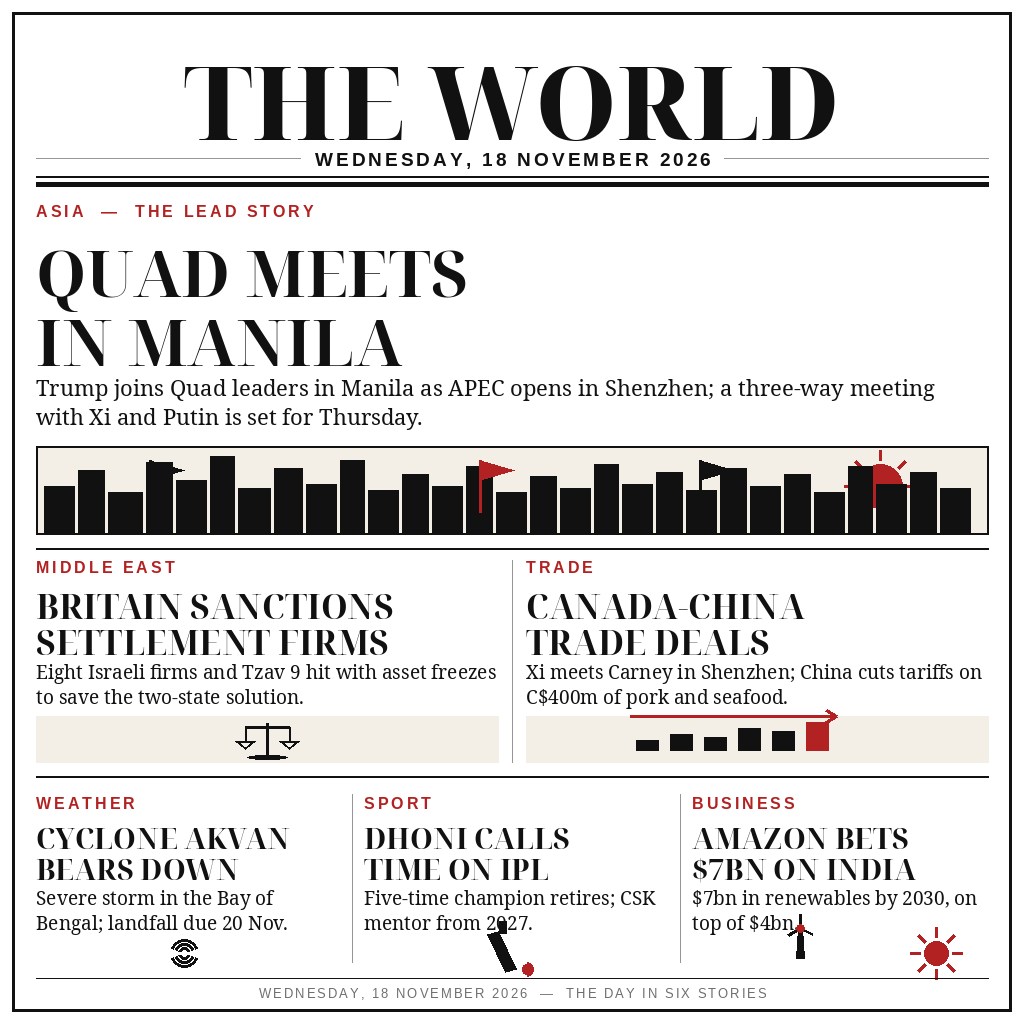 THE WORLD
WEDNESDAY, 18 NOVEMBER 2026
ASIA — THE LEAD STORY
QUAD MEETS
IN MANILA
Trump joins Quad leaders in Manila as APEC opens in Shenzhen; a three-way meeting
with Xi and Putin is set for Thursday.
MIDDLE EAST
BRITAIN SANCTIONS
SETTLEMENT FIRMS
Eight Israeli firms and Tzav 9 hit with asset freezes
to save the two-state solution.
TRADE
CANADA-CHINA
TRADE DEALS
Xi meets Carney in Shenzhen; China cuts tariffs on
C$400m of pork and seafood.
WEATHER
CYCLONE AKVAN
BEARS DOWN
Severe storm in the Bay of
Bengal; landfall due 20 Nov.
SPORT
DHONI CALLS
TIME ON IPL
Five-time champion retires; CSK
mentor from 2027.
BUSINESS
AMAZON BETS
$7BN ON INDIA
$7bn in renewables by 2030, on
top of $4bn.
WEDNESDAY, 18 NOVEMBER 2026 — THE DAY IN SIX STORIES